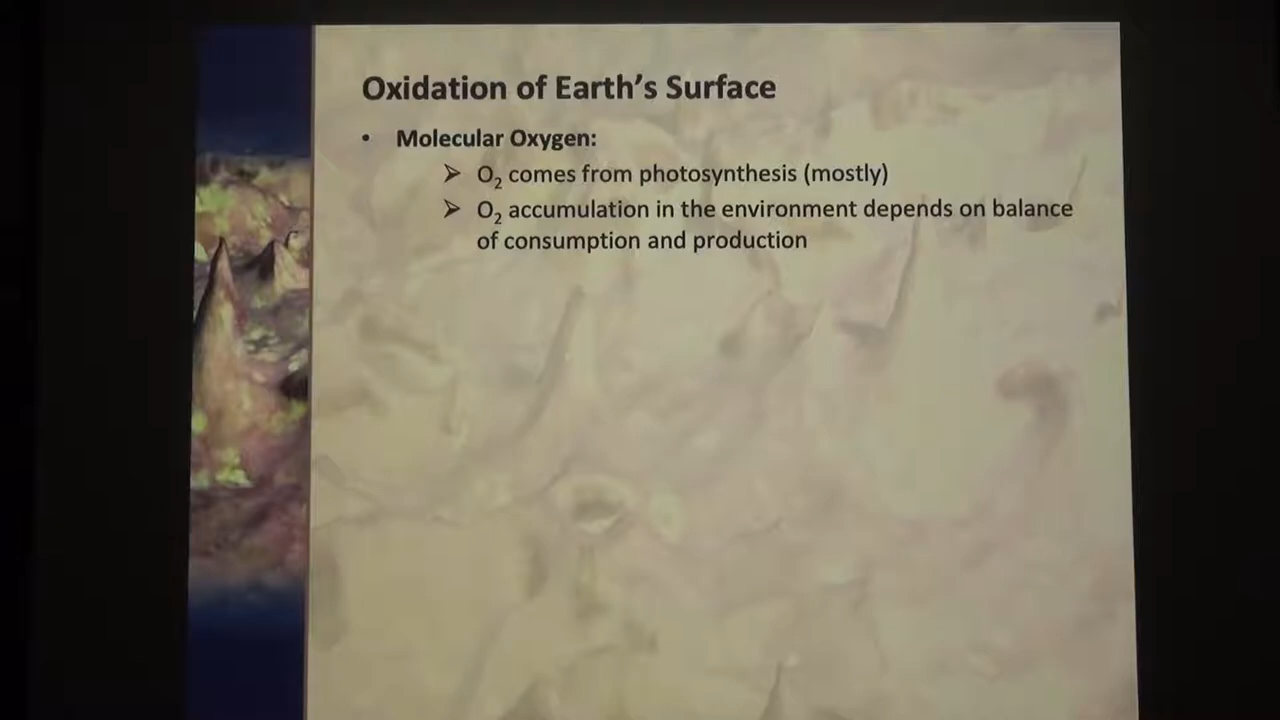 Oxidation of Earth’s Surface
• Molecular Oxygen:
➢ O₂ comes from photosynthesis (mostly)
➢ O₂ accumulation in the environment depends on balance
of consumption and production